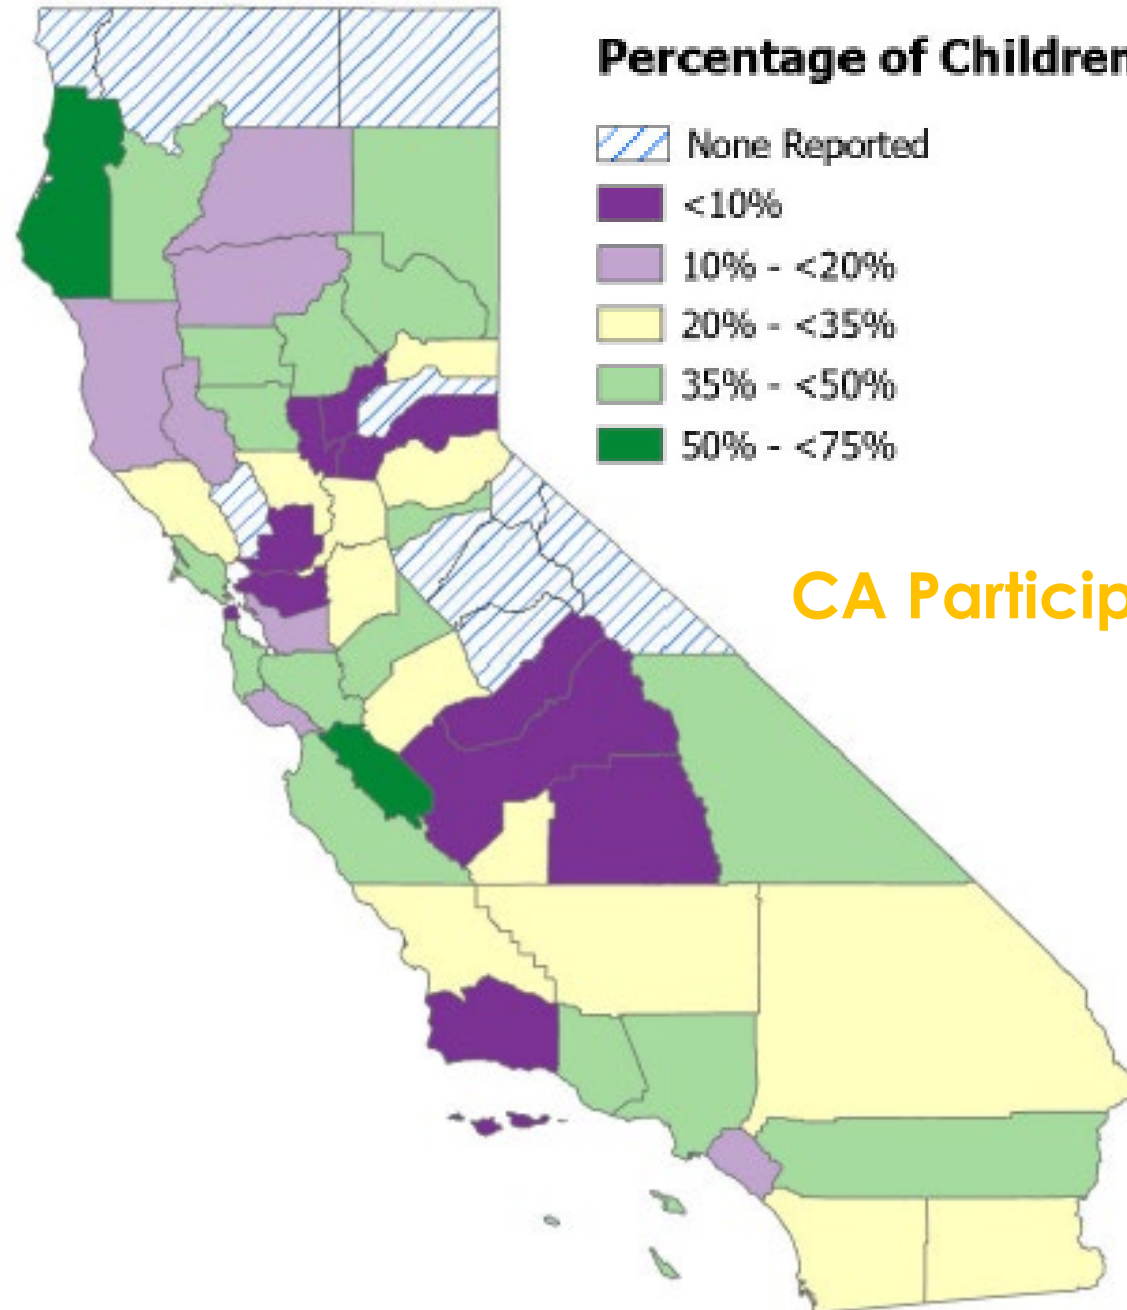 Percentage of Children
None Reported
<10%
10% - <20%
20% - <35%
35% - <50%
50% - <75%
CA Particip